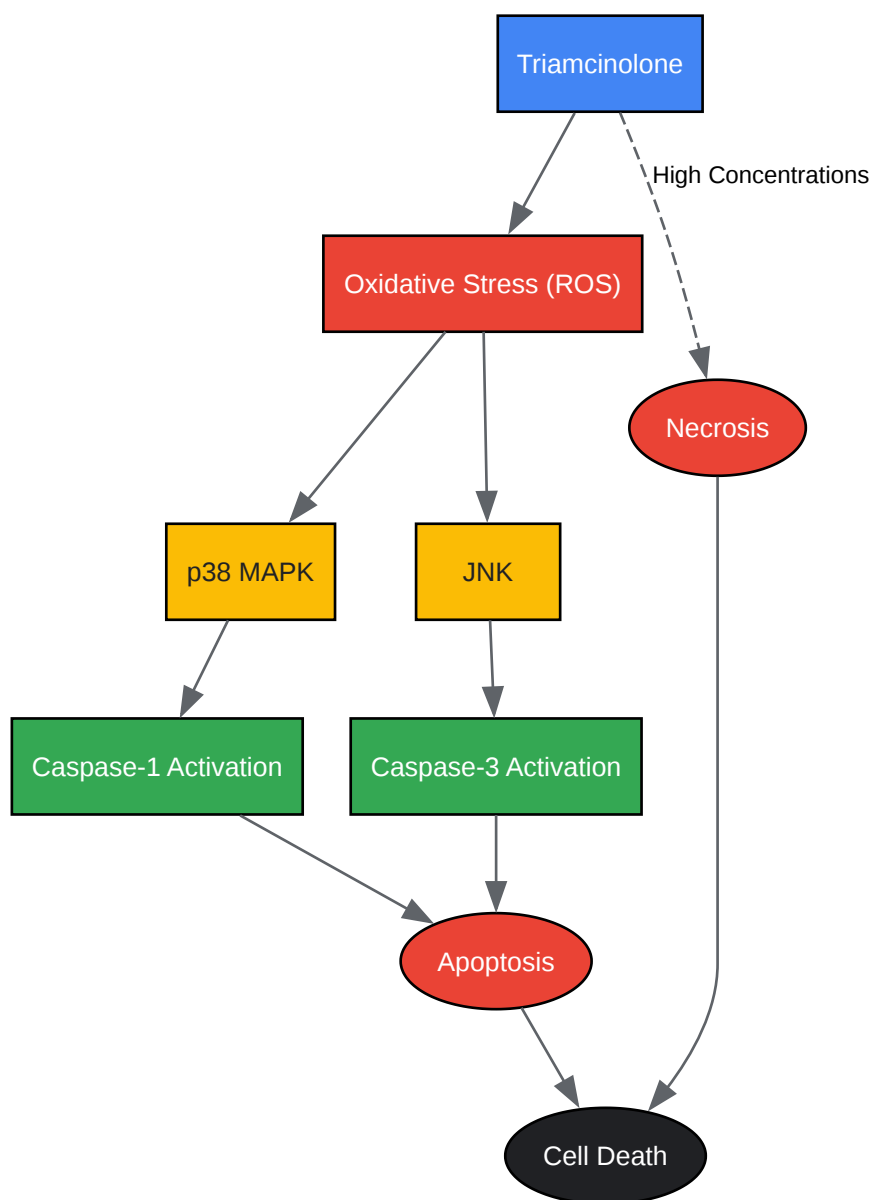 Triamcinolone
High Concentrations
Oxidative Stress (ROS)
Necrosis
p38 MAPK
JNK
Caspase-1 Activation
Caspase-3 Activation
Apoptosis
Cell Death